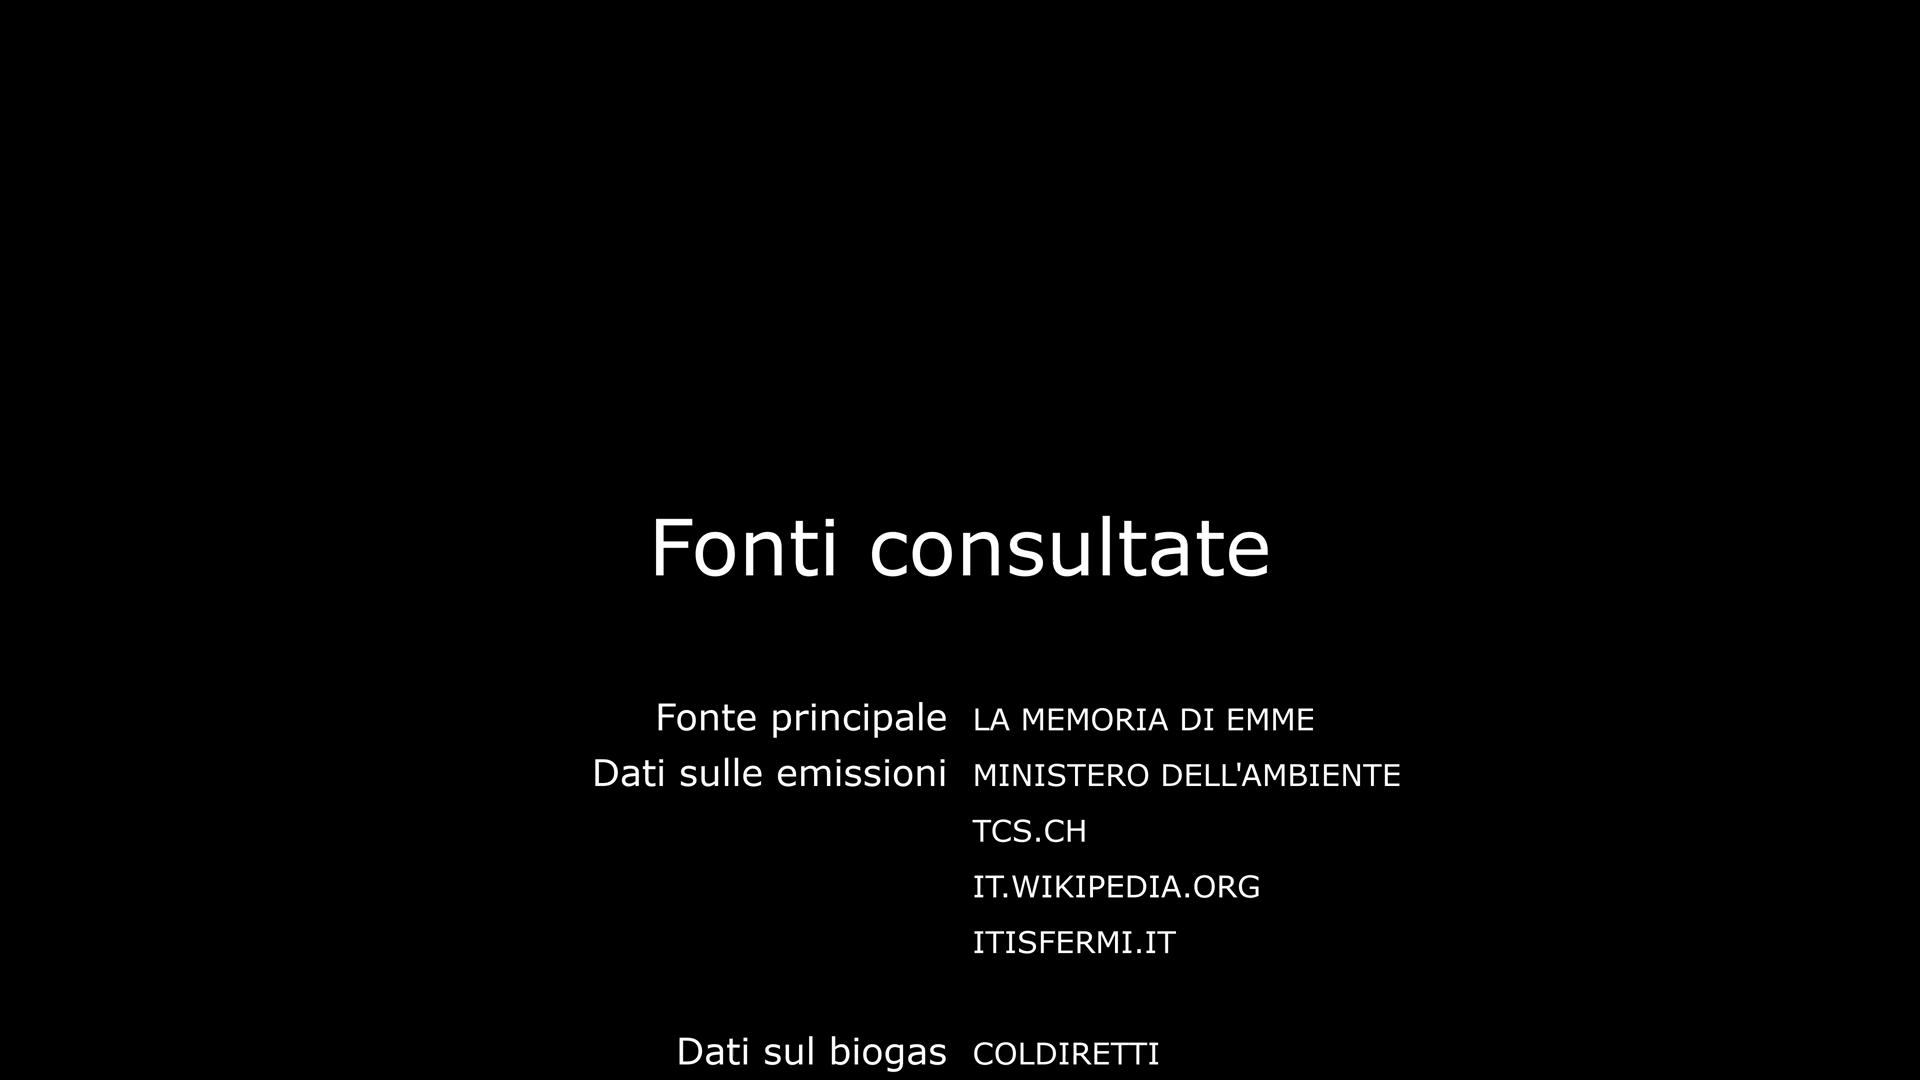 Fonti consultate
Fonte principale LA MEMORIA DI EMME
Dati sulle emissioni MINISTERO DELL'AMBIENTE
TCS.CH
IT.WIKIPEDIA.ORG
ITISFERMI.IT
Dati sul biogas COLDIRETTI